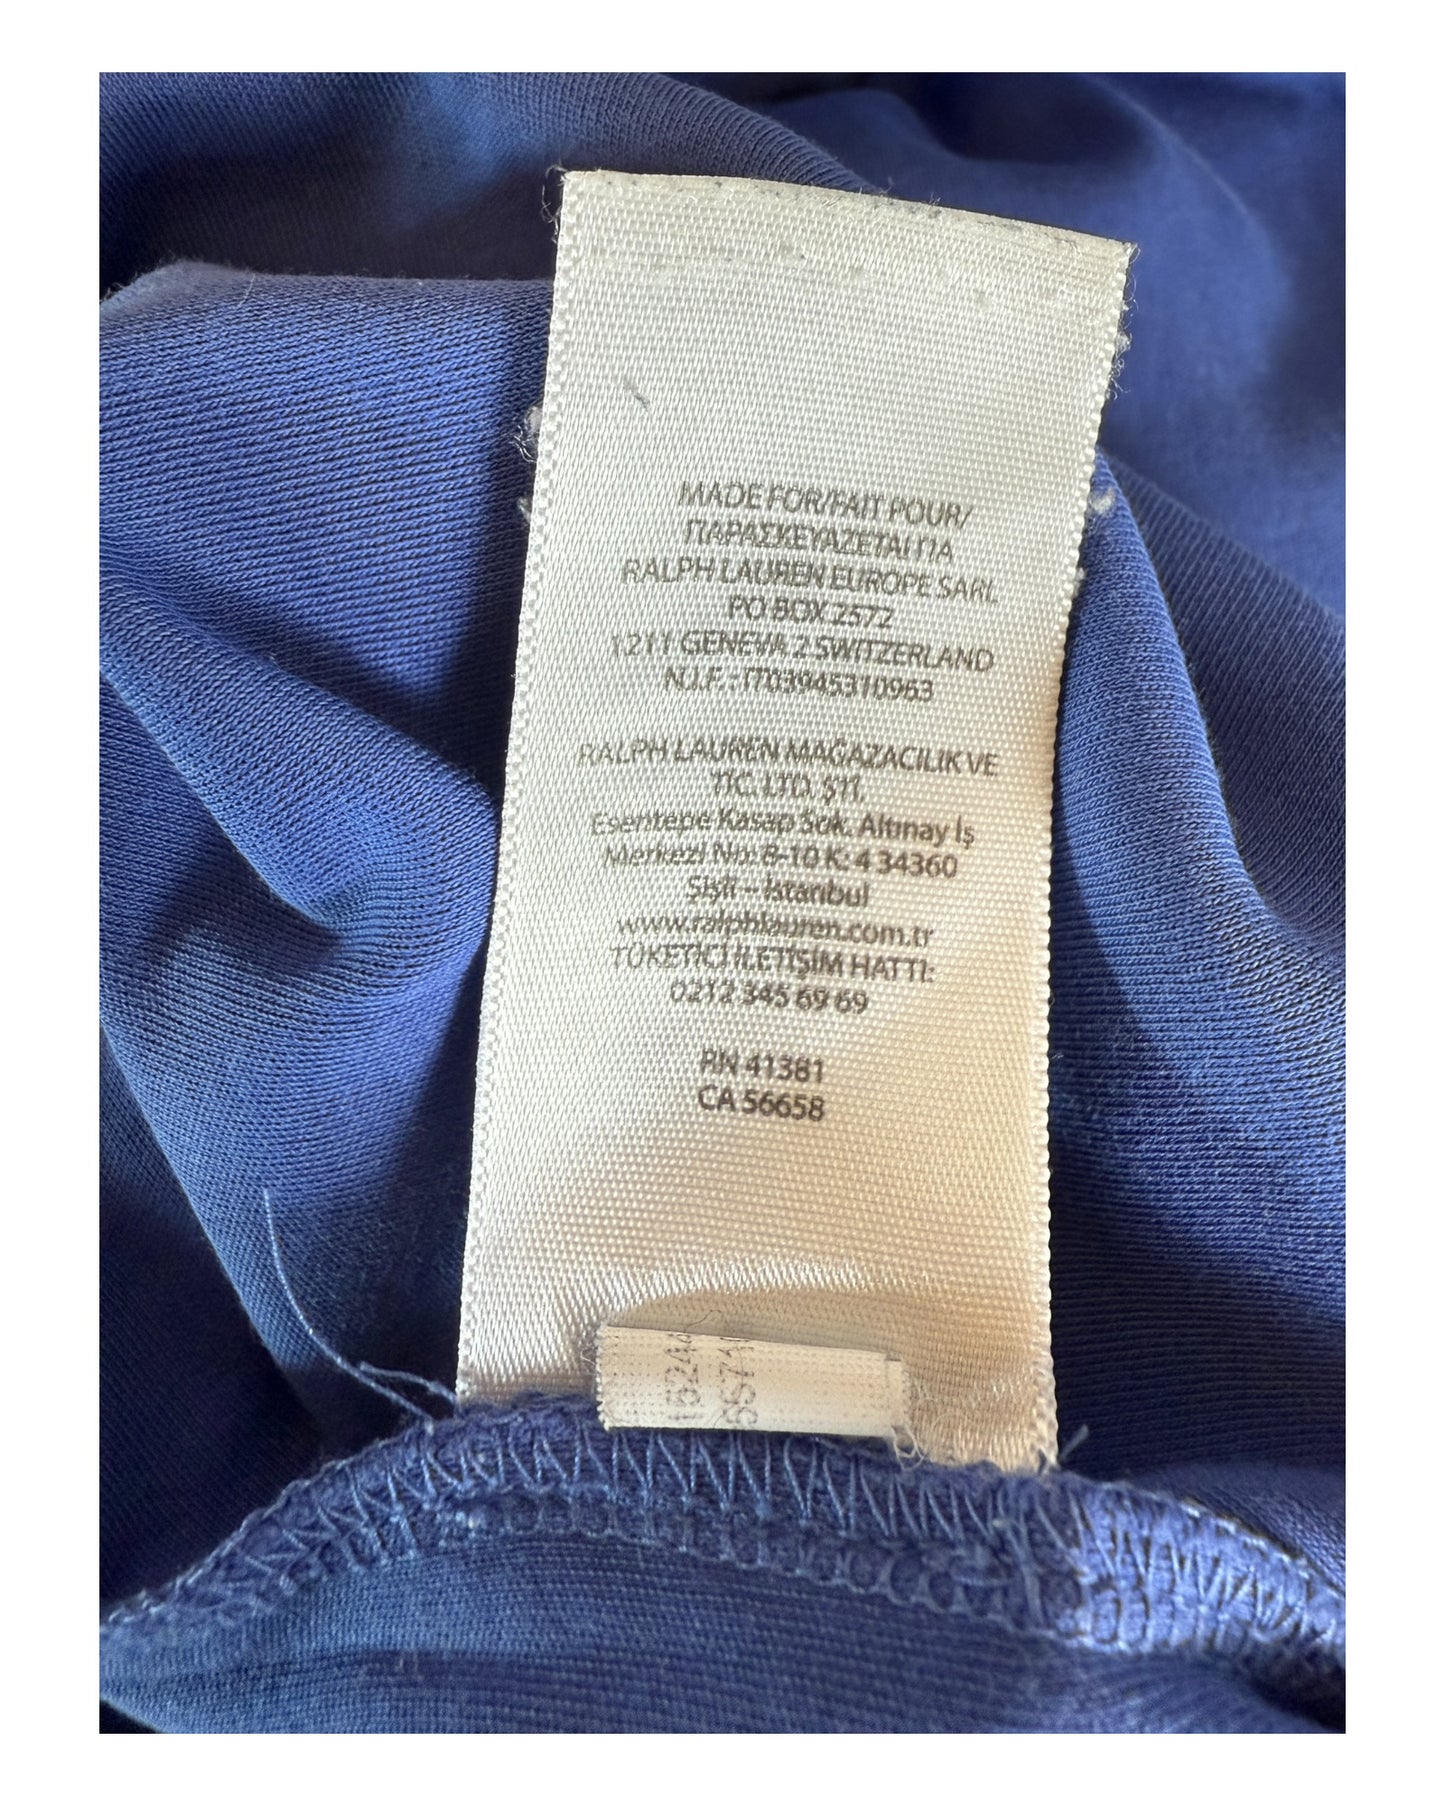 MADE FOR/FAIT POUR/
ΠΑΡΑΣΚΕΥΑΖΕΤΑΙ ΓΙΑ
RALPH LAUREN EUROPE SARL
PO BOX 2572
1211 GENEVA 2 SWITZERLAND
N.I.F. : IT03945310963
RALPH LAUREN MAĞAZACILIK VE
TİC. LTD. ŞTİ.
Esentepe Kasap Sok. Altınay İş
Merkezi No: 8-10 K: 4 34360
Şişli – İstanbul
www.ralphlauren.com.tr
TÜKETİCİ İLETİŞİM HATTI:
0212 345 69 69
RN 41381
CA 56658